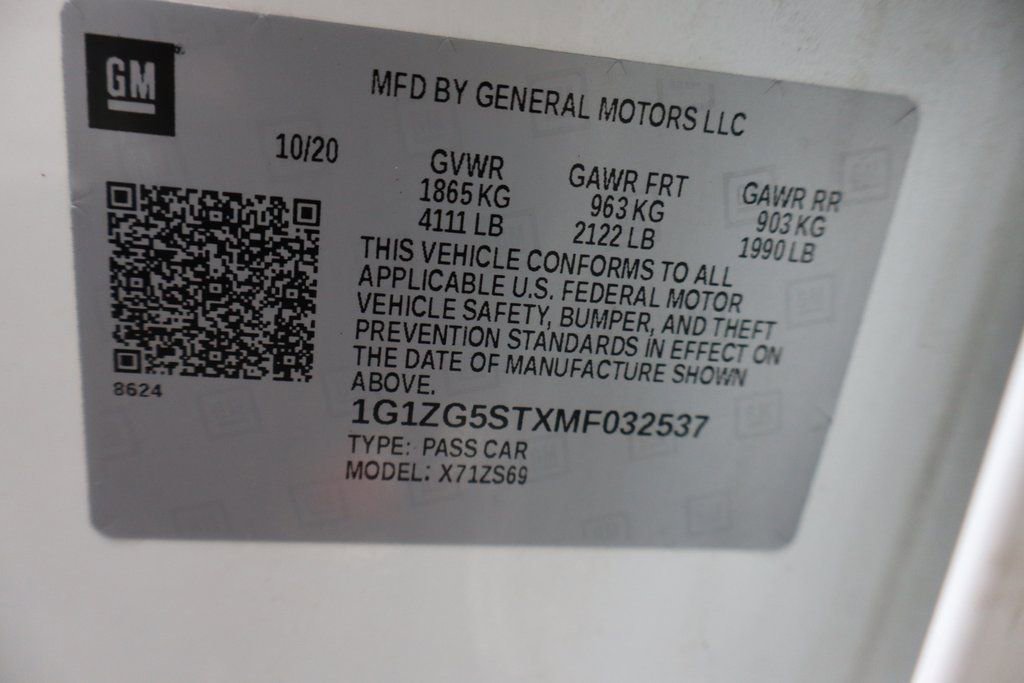 GM
MFD BY GENERAL MOTORS LLC
10/20
GVWR
1865 KG
4111 LB
GAWR FRT
963 KG
2122 LB
GAWR RR
903 KG
1990 LB
THIS VEHICLE CONFORMS TO ALL
APPLICABLE U.S. FEDERAL MOTOR
VEHICLE SAFETY, BUMPER, AND THEFT
PREVENTION STANDARDS IN EFFECT ON
THE DATE OF MANUFACTURE SHOWN
ABOVE.
8624
1G1ZG5STXMF032537
TYPE: PASS CAR
MODEL: X71ZS69